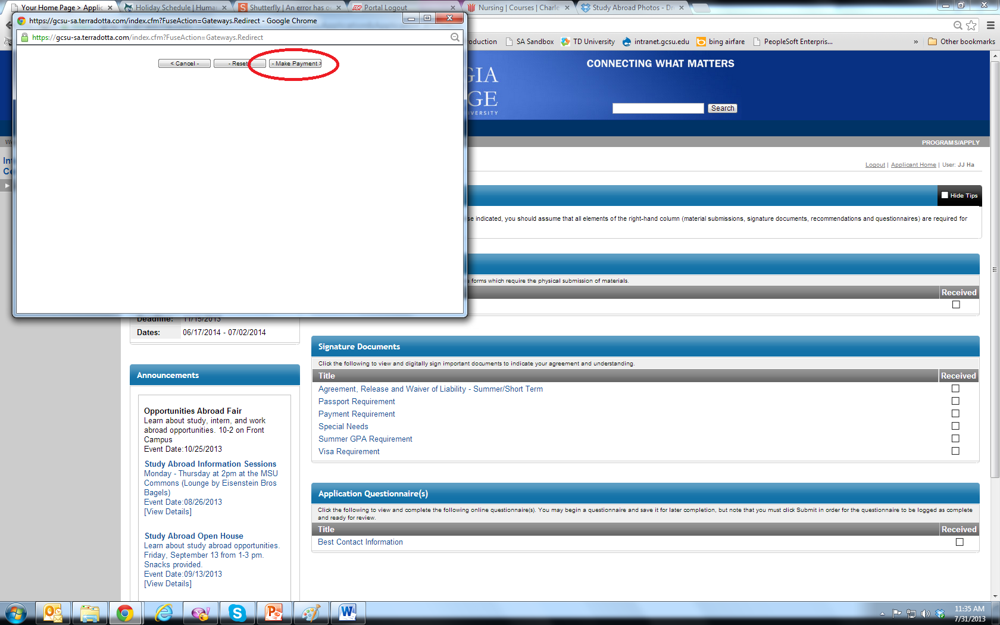 Your Home Page > Applic
Holiday Schedule | Huma
Shutterfly | An error has o
Portal Logout
Nursing | Courses | Charle
Study Abroad Photos - Dr
https://gcsu-sa.terradotta.com/index.cfm?FuseAction=Gateways.Redirect - Google Chrome
https://gcsu-sa.terradotta.com/index.cfm?FuseAction=Gateways.Redirect
< Cancel -
- Reset
- Make Payment >
roduction
SA Sandbox
TD University
intranet.gcsu.edu
bing airfare
PeopleSoft Enterpris...
»
Other bookmarks
GIA
GE
IVERSITY
CONNECTING WHAT MATTERS
Search
PROGRAMS/APPLY
Int
Ce
Logout | Applicant Home | User: JJ Ha
Hide Tips
se indicated, you should assume that all elements of the right-hand column (material submissions, signature documents, recommendations and questionnaires) are required for
e forms which require the physical submission of materials.
Received
Deadline: 11/15/2013
Dates: 06/17/2014 - 07/02/2014
Announcements
Opportunities Abroad Fair
Learn about study, intern, and work
abroad opportunities. 10-2 on Front
Campus
Event Date:10/25/2013
Study Abroad Information Sessions
Monday - Thursday at 2pm at the MSU
Commons (Lounge by Eisenstein Bros
Bagels)
Event Date:08/26/2013
[View Details]
Study Abroad Open House
Learn about study abroad opportunities.
Friday, September 13 from 1-3 pm.
Snacks provided.
Event Date:09/13/2013
[View Details]
Signature Documents
Click the following to view and digitally sign important documents to indicate your agreement and understanding.
Title Received
Agreement, Release and Waiver of Liability - Summer/Short Term
Passport Requirement
Payment Requirement
Special Needs
Summer GPA Requirement
Visa Requirement
Application Questionnaire(s)
Click the following to view and complete the following online questionnaire(s). You may begin a questionnaire and save it for later completion, but note that you must click Submit in order for the questionnaire to be logged as complete
and ready for review.
Title Received
Best Contact Information
11:35 AM
7/31/2013